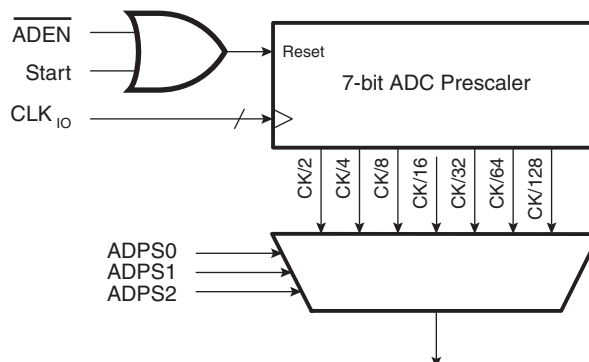 ADEN
Start
CLK IO
Reset
7-bit ADC Prescaler
CK/2
CK/4
CK/8
CK/16
CK/32
CK/64
CK/128
ADPS0
ADPS1
ADPS2